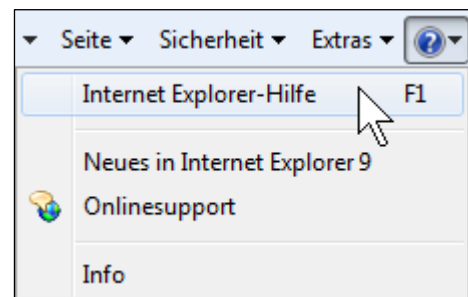 Seite Sicherheit Extras ?
Internet Explorer-Hilfe F1
Neues in Internet Explorer 9
Onlinesupport
Info